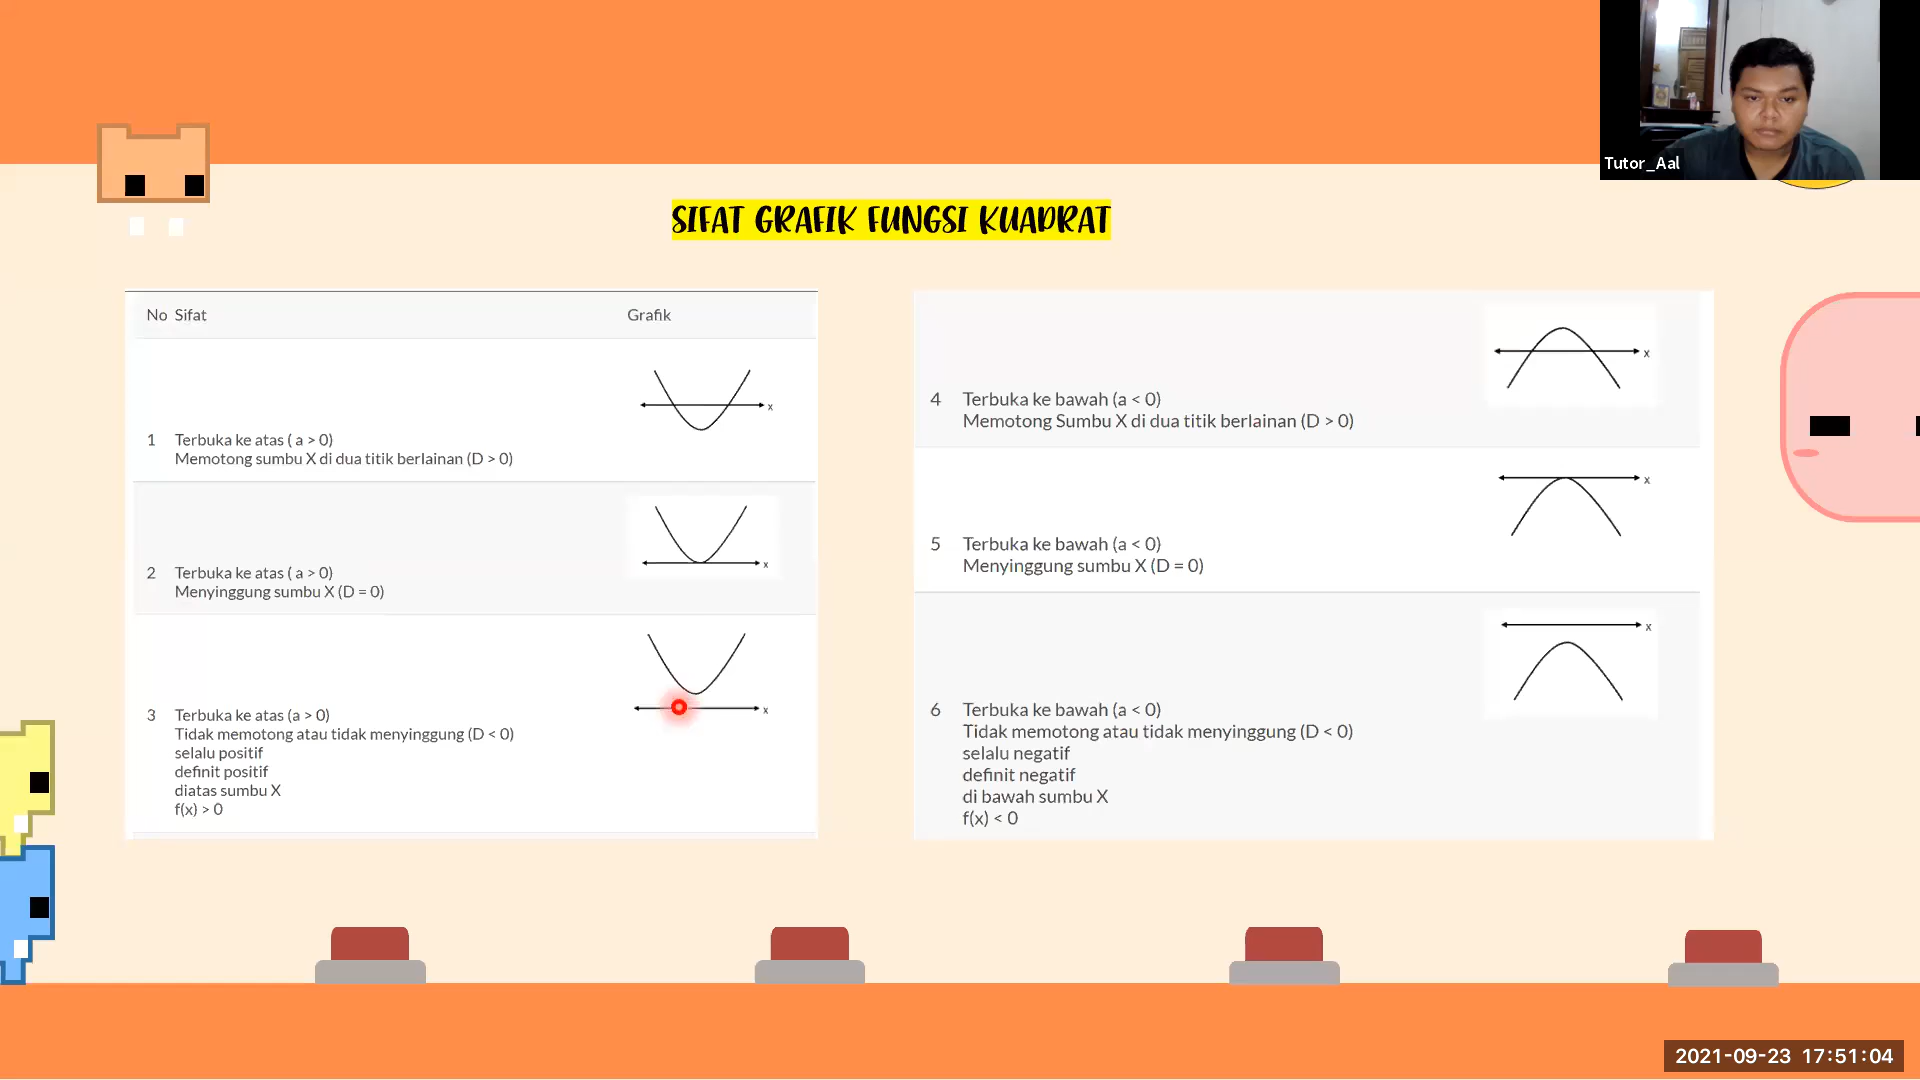 Tutor_Aal
SIFAT GRAFIK FUNGSI KUADRAT
No Sifat Grafik
x
1 Terbuka ke atas ( a > 0)
Memotong sumbu X di dua titik berlainan (D > 0)
x
2 Terbuka ke atas ( a > 0)
Menyinggung sumbu X (D = 0)
x
3 Terbuka ke atas (a > 0)
Tidak memotong atau tidak menyinggung (D < 0)
selalu positif
definit positif
diatas sumbu X
f(x) > 0
x
4 Terbuka ke bawah (a < 0)
Memotong Sumbu X di dua titik berlainan (D > 0)
x
5 Terbuka ke bawah (a < 0)
Menyinggung sumbu X (D = 0)
x
6 Terbuka ke bawah (a < 0)
Tidak memotong atau tidak menyinggung (D < 0)
selalu negatif
definit negatif
di bawah sumbu X
f(x) < 0
2021-09-23 17:51:04